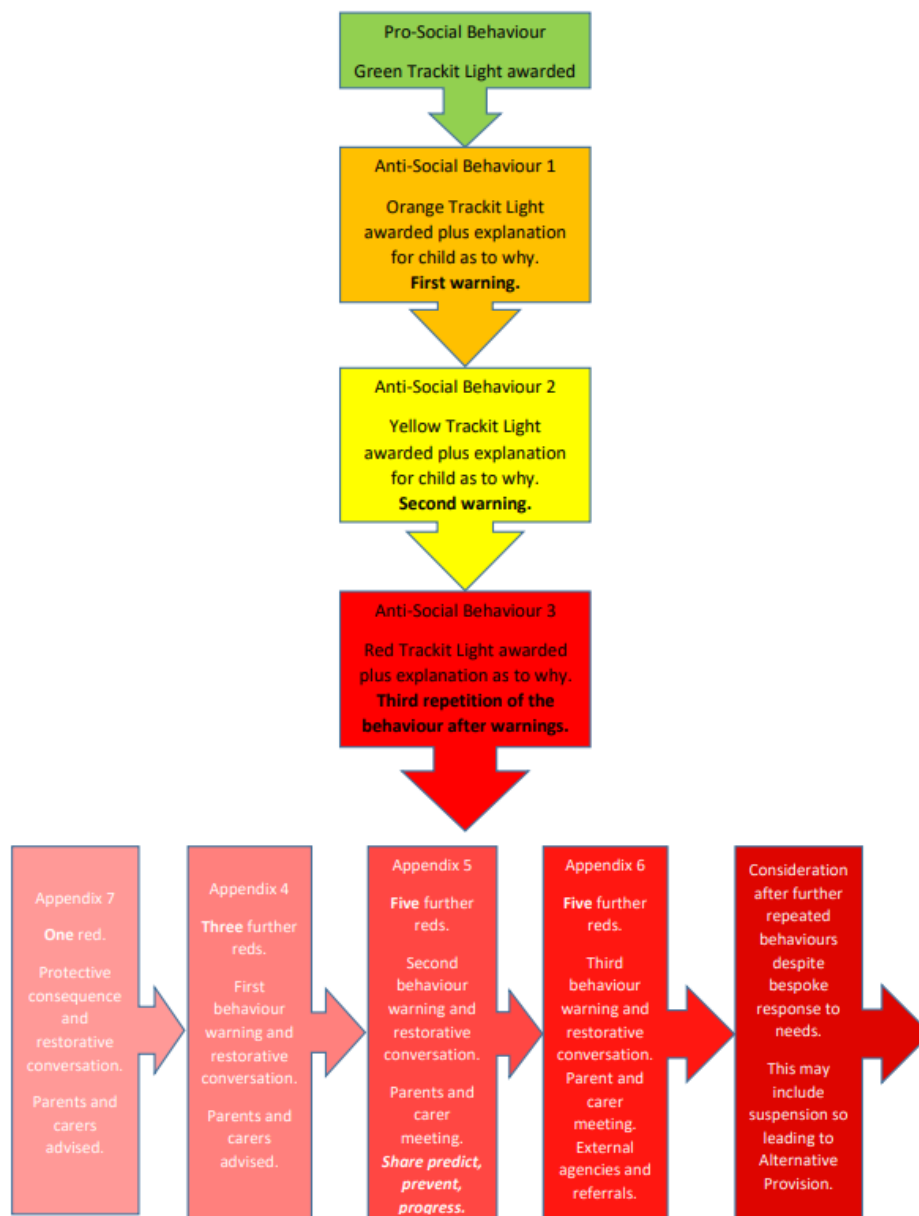 Pro-Social Behaviour
Green Trackit Light awarded
Anti-Social Behaviour 1
Orange Trackit Light
awarded plus explanation
for child as to why.
First warning.
Anti-Social Behaviour 2
Yellow Trackit Light
awarded plus explanation
for child as to why.
Second warning.
Anti-Social Behaviour 3
Red Trackit Light awarded
plus explanation as to why.
Third repetition of the
behaviour after warnings.
Appendix 7
One red.
Protective
consequence
and
restorative
conversation.
Parents and
carers
advised.
Appendix 4
Three further
reds.
First
behaviour
warning and
restorative
conversation.
Parents and
carers
advised.
Appendix 5
Five further
reds.
Second
behaviour
warning and
restorative
conversation.
Parents and
carer
meeting.
Share predict,
prevent,
progress.
Appendix 6
Five further
reds.
Third
behaviour
warning and
restorative
conversation.
Parent and
carer
meeting.
External
agencies and
referrals.
Consideration
after further
repeated
behaviours
despite
bespoke
response to
needs.
This may
include
suspension so
leading to
Alternative
Provision.